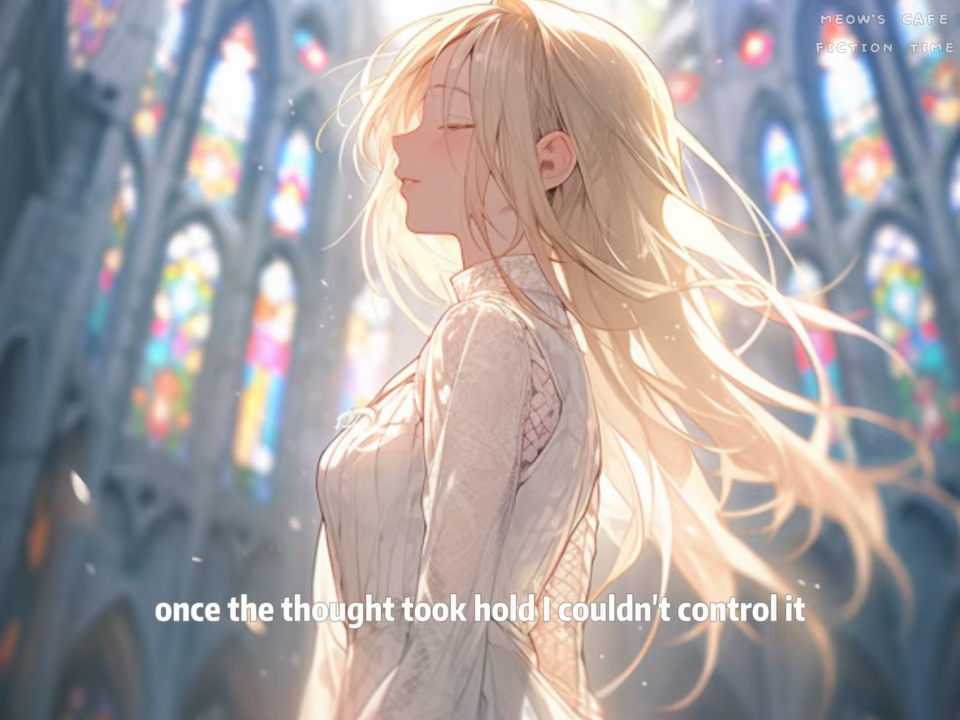 MEOW'S CAFE
FICTION TIME
once the thought took hold I couldn't control it